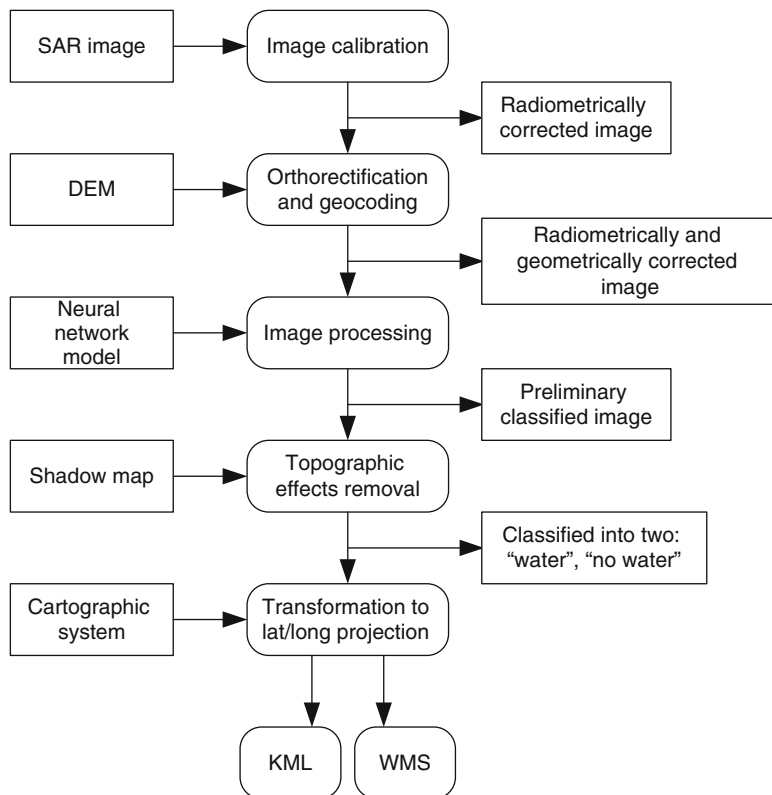 SAR image
Image calibration
Radiometrically
corrected image
DEM
Orthorectification
and geocoding
Radiometrically and
geometrically corrected
image
Neural
network
model
Image processing
Preliminary
classified image
Shadow map
Topographic
effects removal
Classified into two:
“water”, “no water”
Cartographic
system
Transformation to
lat/long projection
KML
WMS